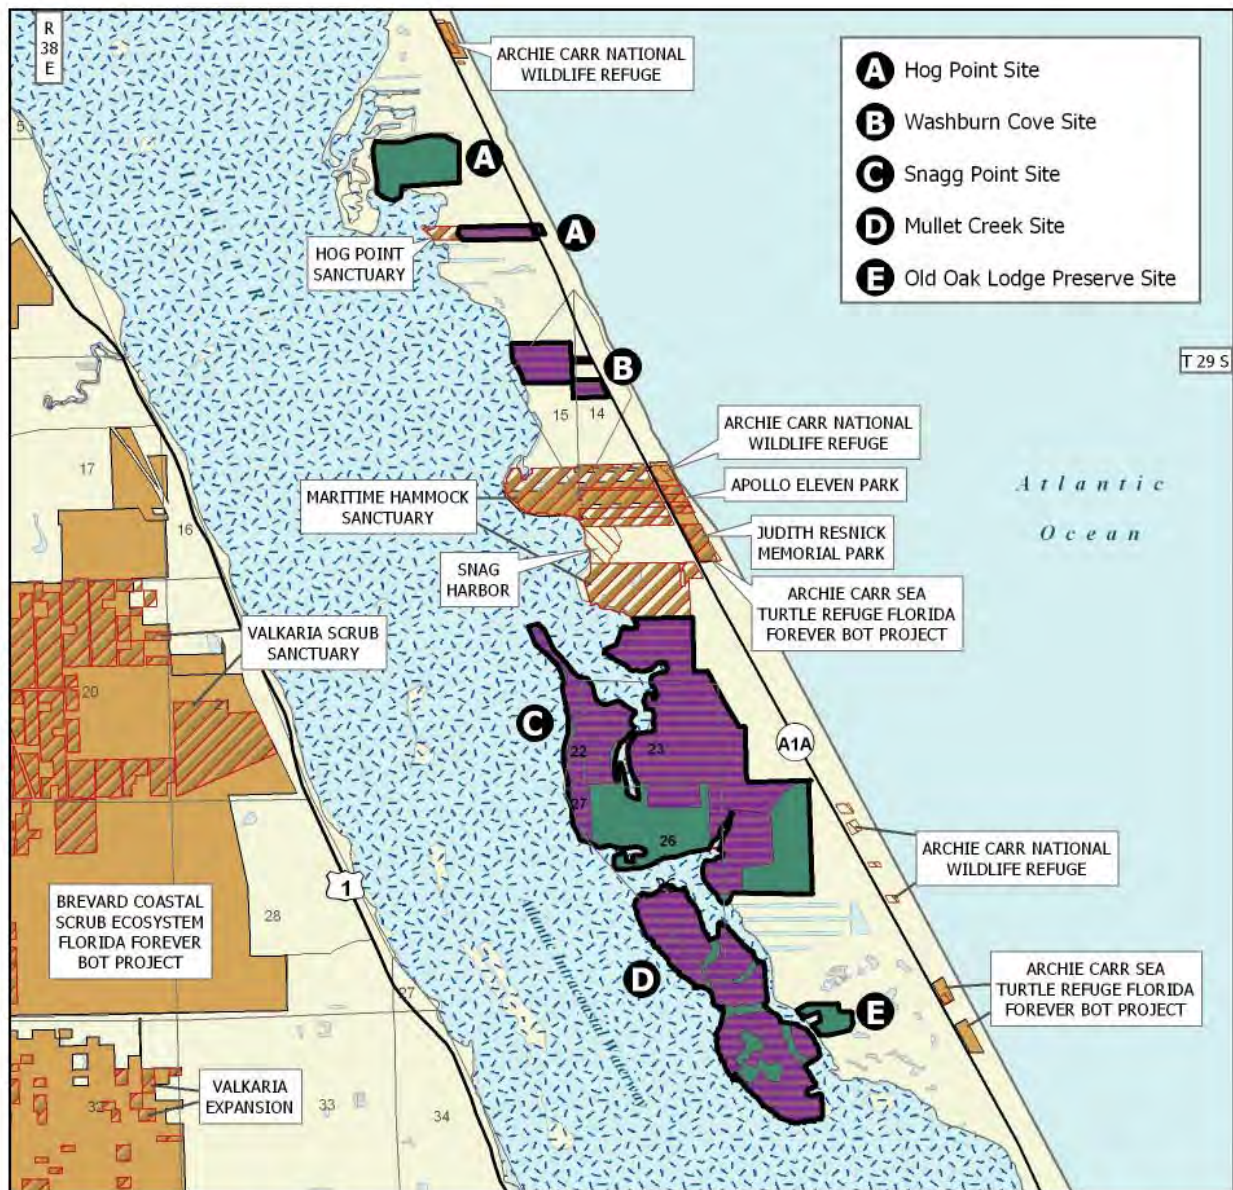 R
38
E
ARCHIE CARR NATIONAL
WILDLIFE REFUGE
A Hog Point Site
B Washburn Cove Site
C Snagg Point Site
D Mullet Creek Site
E Old Oak Lodge Preserve Site
5
A
A
HOG POINT
SANCTUARY
T 29 S
B
15
14
17
16
ARCHIE CARR NATIONAL
WILDLIFE REFUGE
APOLLO ELEVEN PARK
MARITIME HAMMOCK
SANCTUARY
JUDITH RESNICK
MEMORIAL PARK
SNAG
HARBOR
ARCHIE CARR SEA
TURTLE REFUGE FLORIDA
FOREVER BOT PROJECT
Atlantic
Ocean
VALKARIA SCRUB
SANCTUARY
20
21
C
22
23
A1A
27
26
ARCHIE CARR NATIONAL
WILDLIFE REFUGE
1
BREVARD COASTAL
SCRUB ECOSYSTEM
FLORIDA FOREVER
BOT PROJECT
28
Atlantic Intracoastal Waterway
D
E
ARCHIE CARR SEA
TURTLE REFUGE FLORIDA
FOREVER BOT PROJECT
27
VALKARIA
EXPANSION
32
33
34